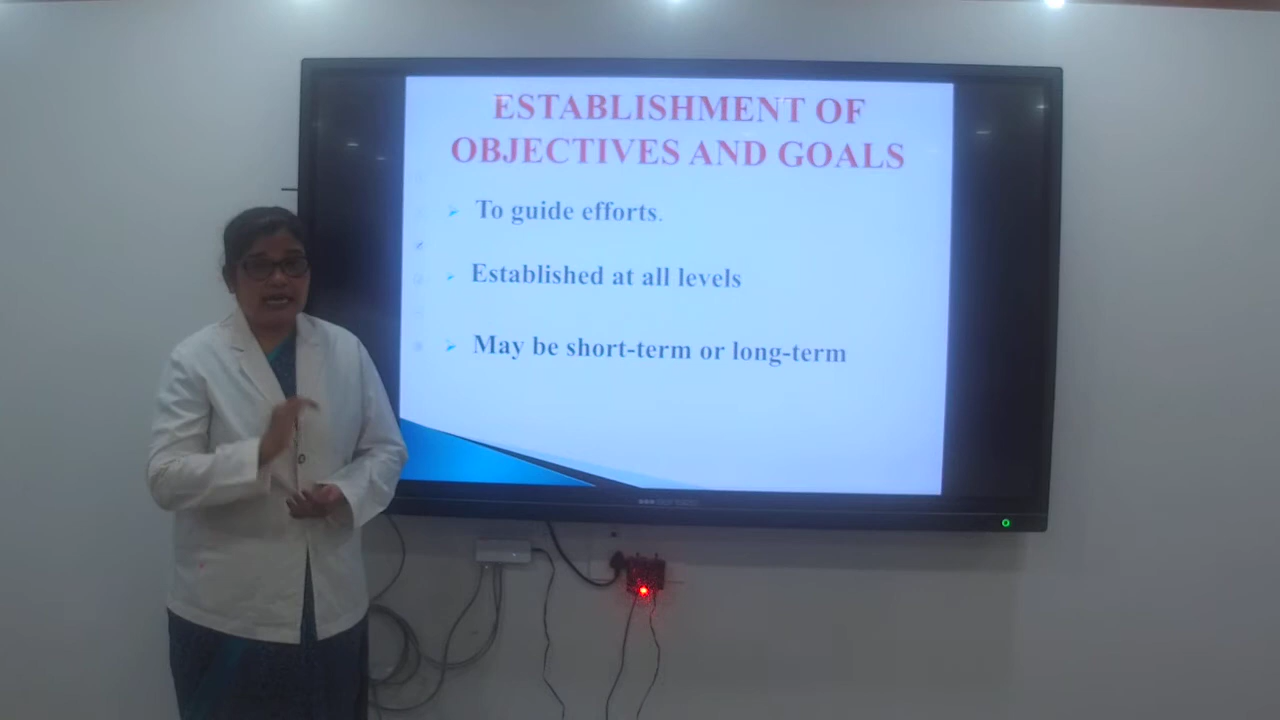 ESTABLISHMENT OF
OBJECTIVES AND GOALS
To guide efforts.
Established at all levels
May be short-term or long-term